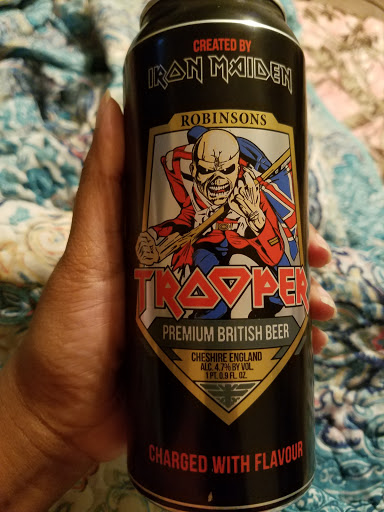 CREATED BY
IRON MAIDEN
ROBINSONS
TROOPER
PREMIUM BRITISH BEER
CHESHIRE ENGLAND
ALC. 4.7% BY VOL.
1 PT. 0.9 FL. OZ.
CHARGED WITH FLAVOUR